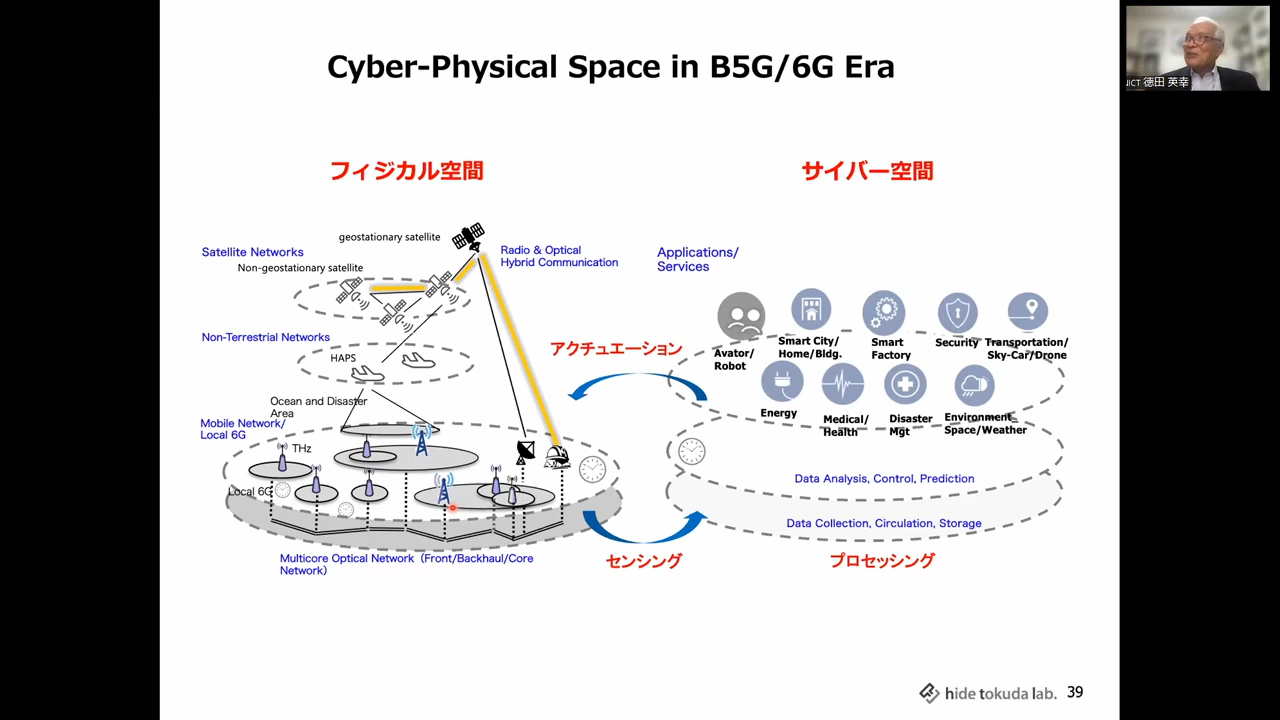 Cyber-Physical Space in B5G/6G Era
NICT 徳田 英幸
フィジカル空間
サイバー空間
geostationary satellite
Satellite Networks
Radio & Optical
Hybrid Communication
Non-geostationary satellite
Non-Terrestrial Networks
HAPS
Ocean and Disaster
Area
Mobile Network/
Local 6G
THz
Local 6G
Multicore Optical Network（Front/Backhaul/Core
Network）
アクチュエーション
センシング
Applications/
Services
Avator/
Robot
Smart City/
Home/Bldg.
Smart
Factory
Security
Transportation/
Sky-Car/Drone
Energy
Medical/
Health
Disaster
Mgt
Environment
Space/Weather
Data Analysis, Control, Prediction
Data Collection, Circulation, Storage
プロセッシング
hide tokuda lab.
39